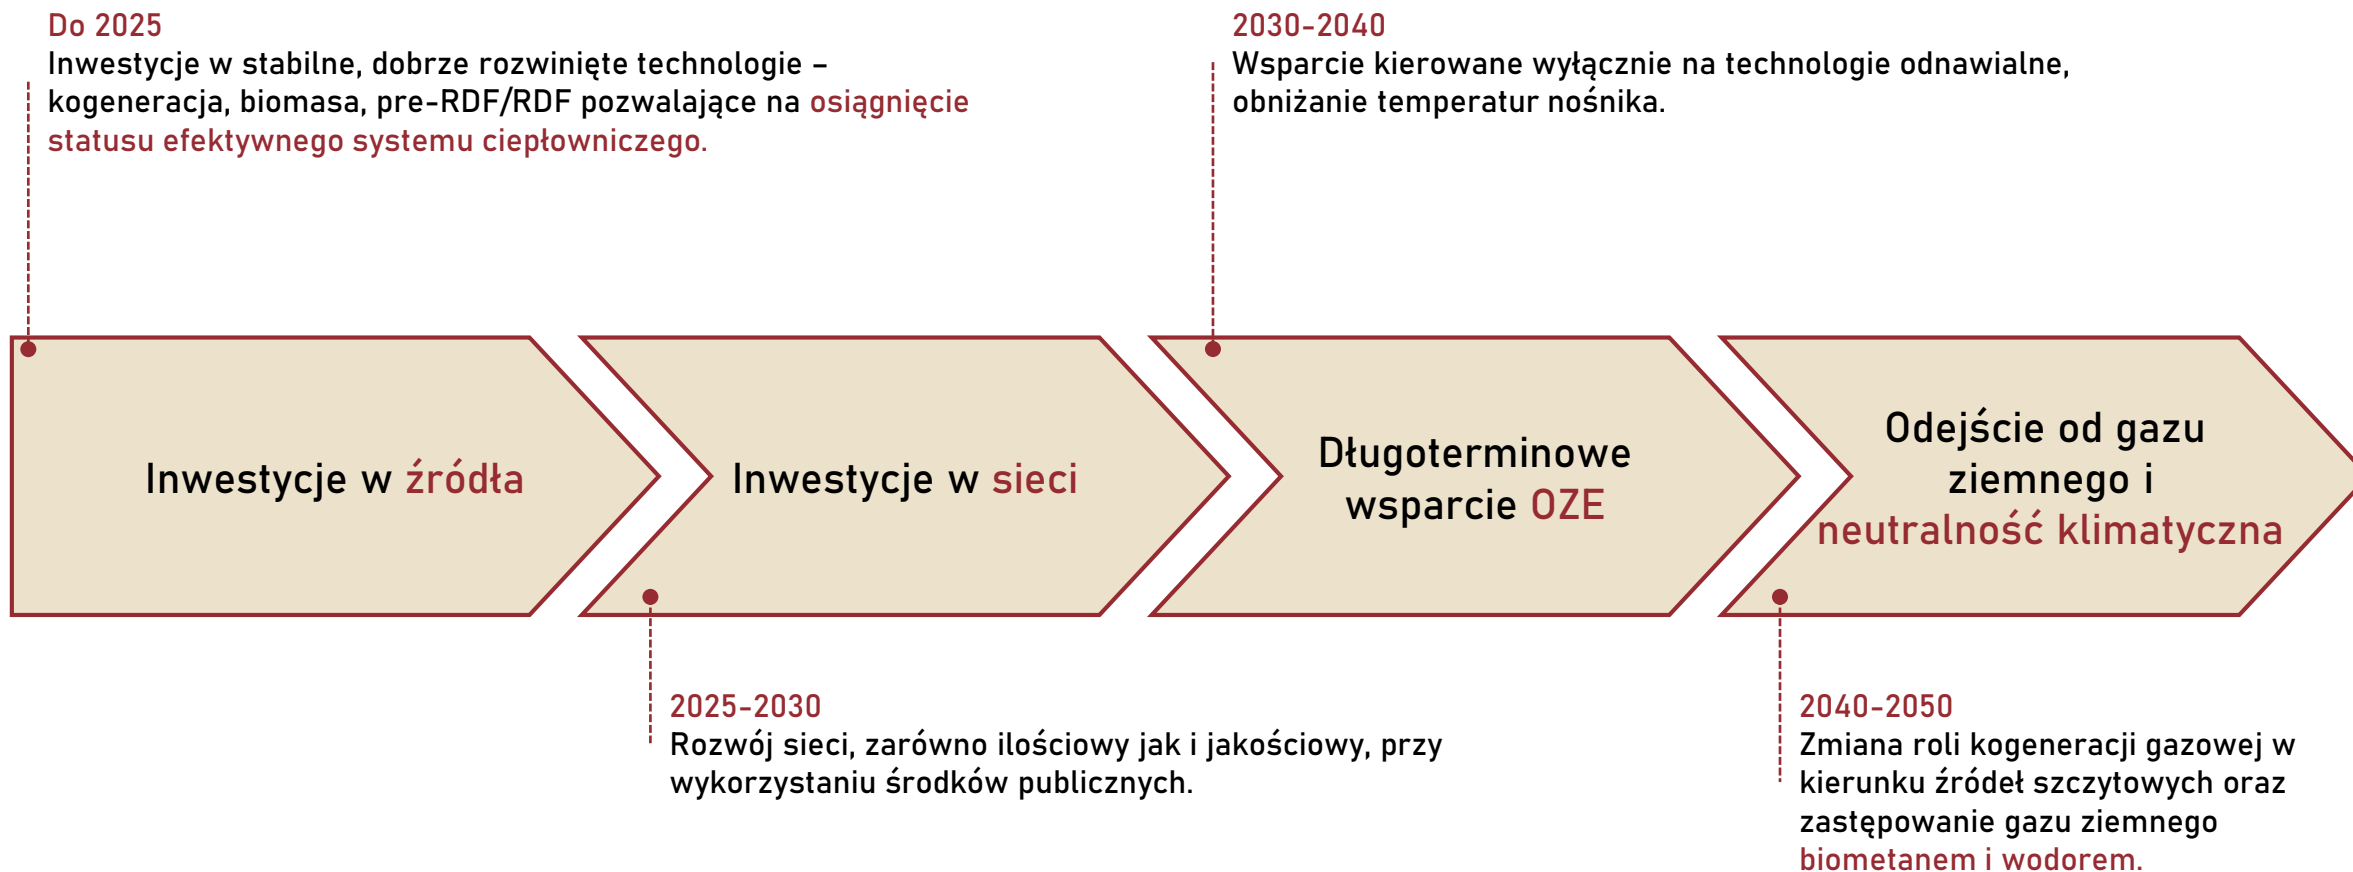 Do 2025
Inwestycje w stabilne, dobrze rozwinięte technologie –
kogeneracja, biomasa, pre-RDF/RDF pozwalające na osiągnięcie
statusu efektywnego systemu ciepłowniczego.
2030-2040
Wsparcie kierowane wyłącznie na technologie odnawialne,
obniżanie temperatur nośnika.
Inwestycje w źródła
Inwestycje w sieci
Długoterminowe
wsparcie OZE
Odejście od gazu
ziemnego i
neutralność klimatyczna
2025-2030
Rozwój sieci, zarówno ilościowy jak i jakościowy, przy
wykorzystaniu środków publicznych.
2040-2050
Zmiana roli kogeneracji gazowej w
kierunku źródeł szczytowych oraz
zastępowanie gazu ziemnego
biometanem i wodorem.